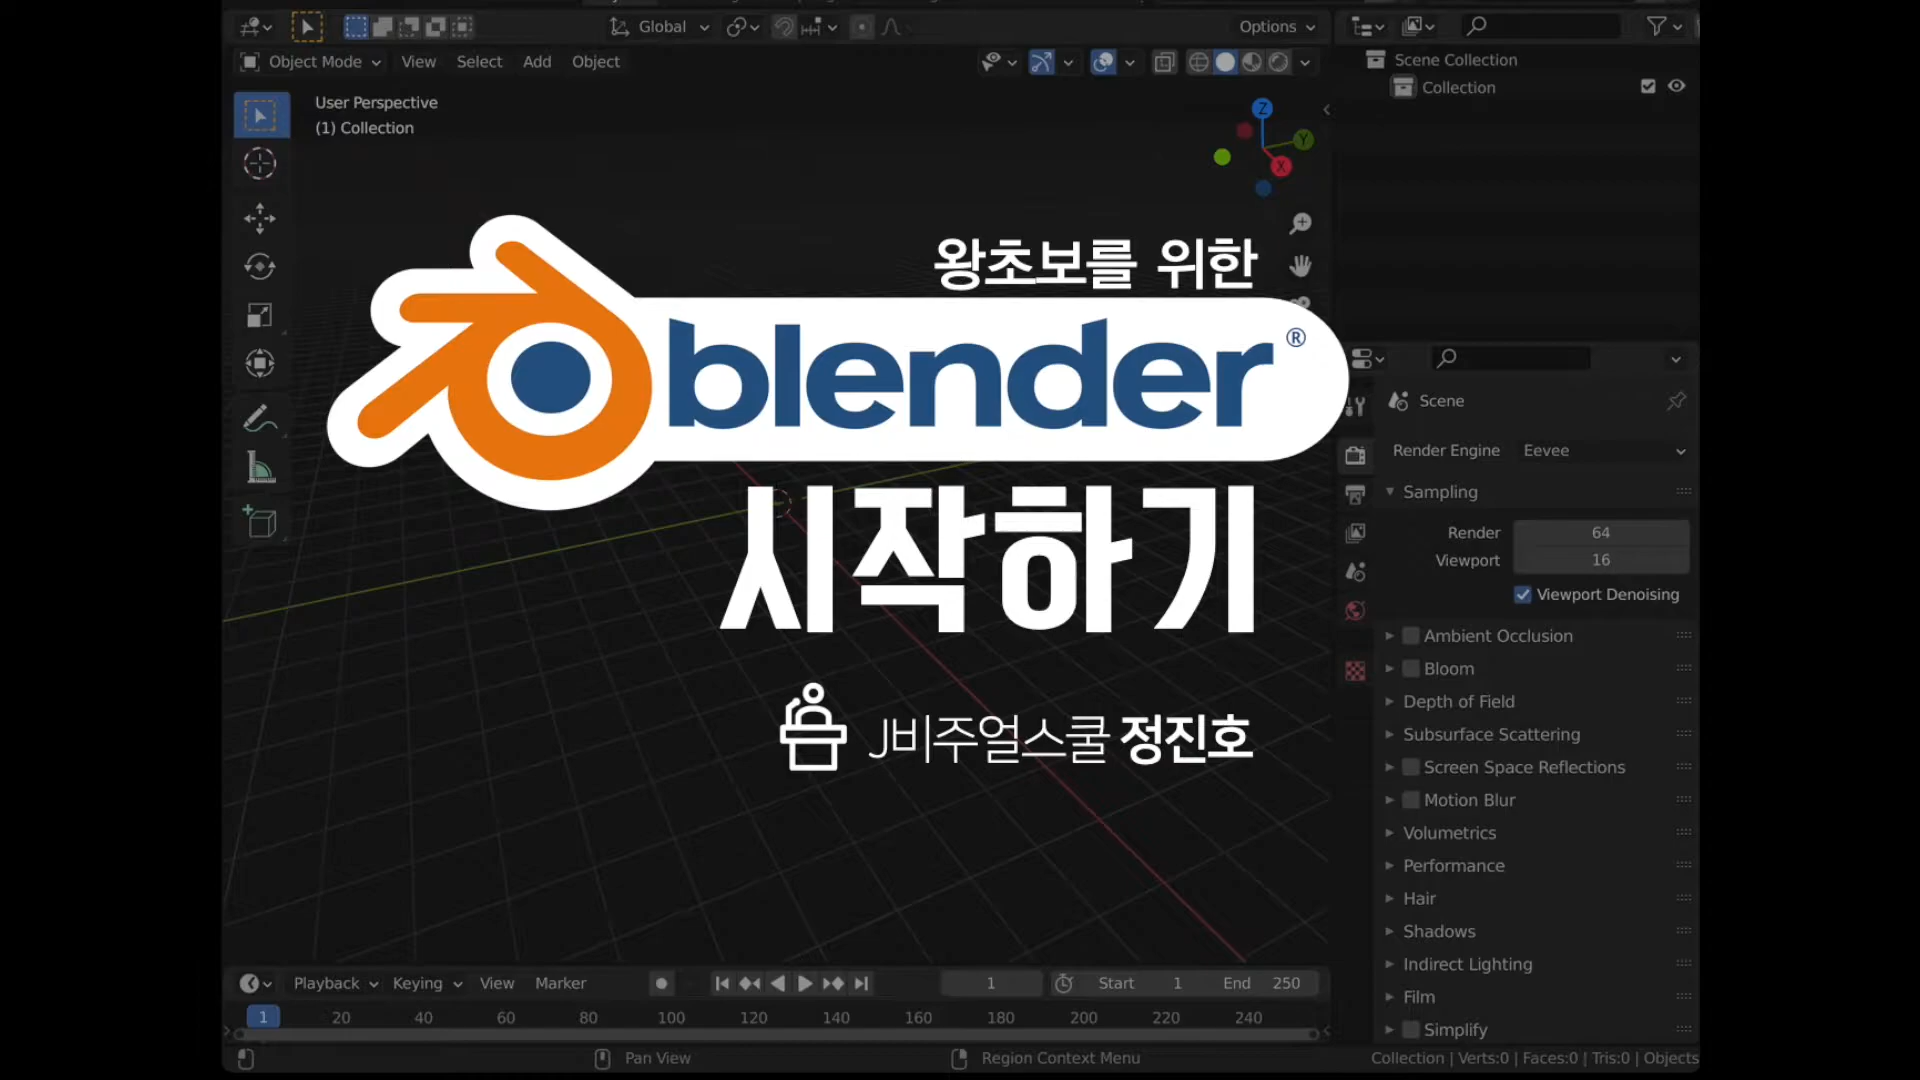 Global
Options
Object Mode
View
Select
Add
Object
User Perspective
(1) Collection
Z
Y
X
Scene Collection
Collection
왕초보를 위한
blender®
시작하기
J비주얼스쿨 정진호
Scene
Render Engine
Eevee
Sampling
Render 64
Viewport 16
Viewport Denoising
Ambient Occlusion
Bloom
Depth of Field
Subsurface Scattering
Screen Space Reflections
Motion Blur
Volumetrics
Performance
Hair
Shadows
Indirect Lighting
Film
Simplify
Playback
Keying
View
Marker
1
Start 1
End 250
1 20 40 60 80 100 120 140 160 180 200 220 240
Pan View
Region Context Menu
Collection | Verts:0 | Faces:0 | Tris:0 | Objects